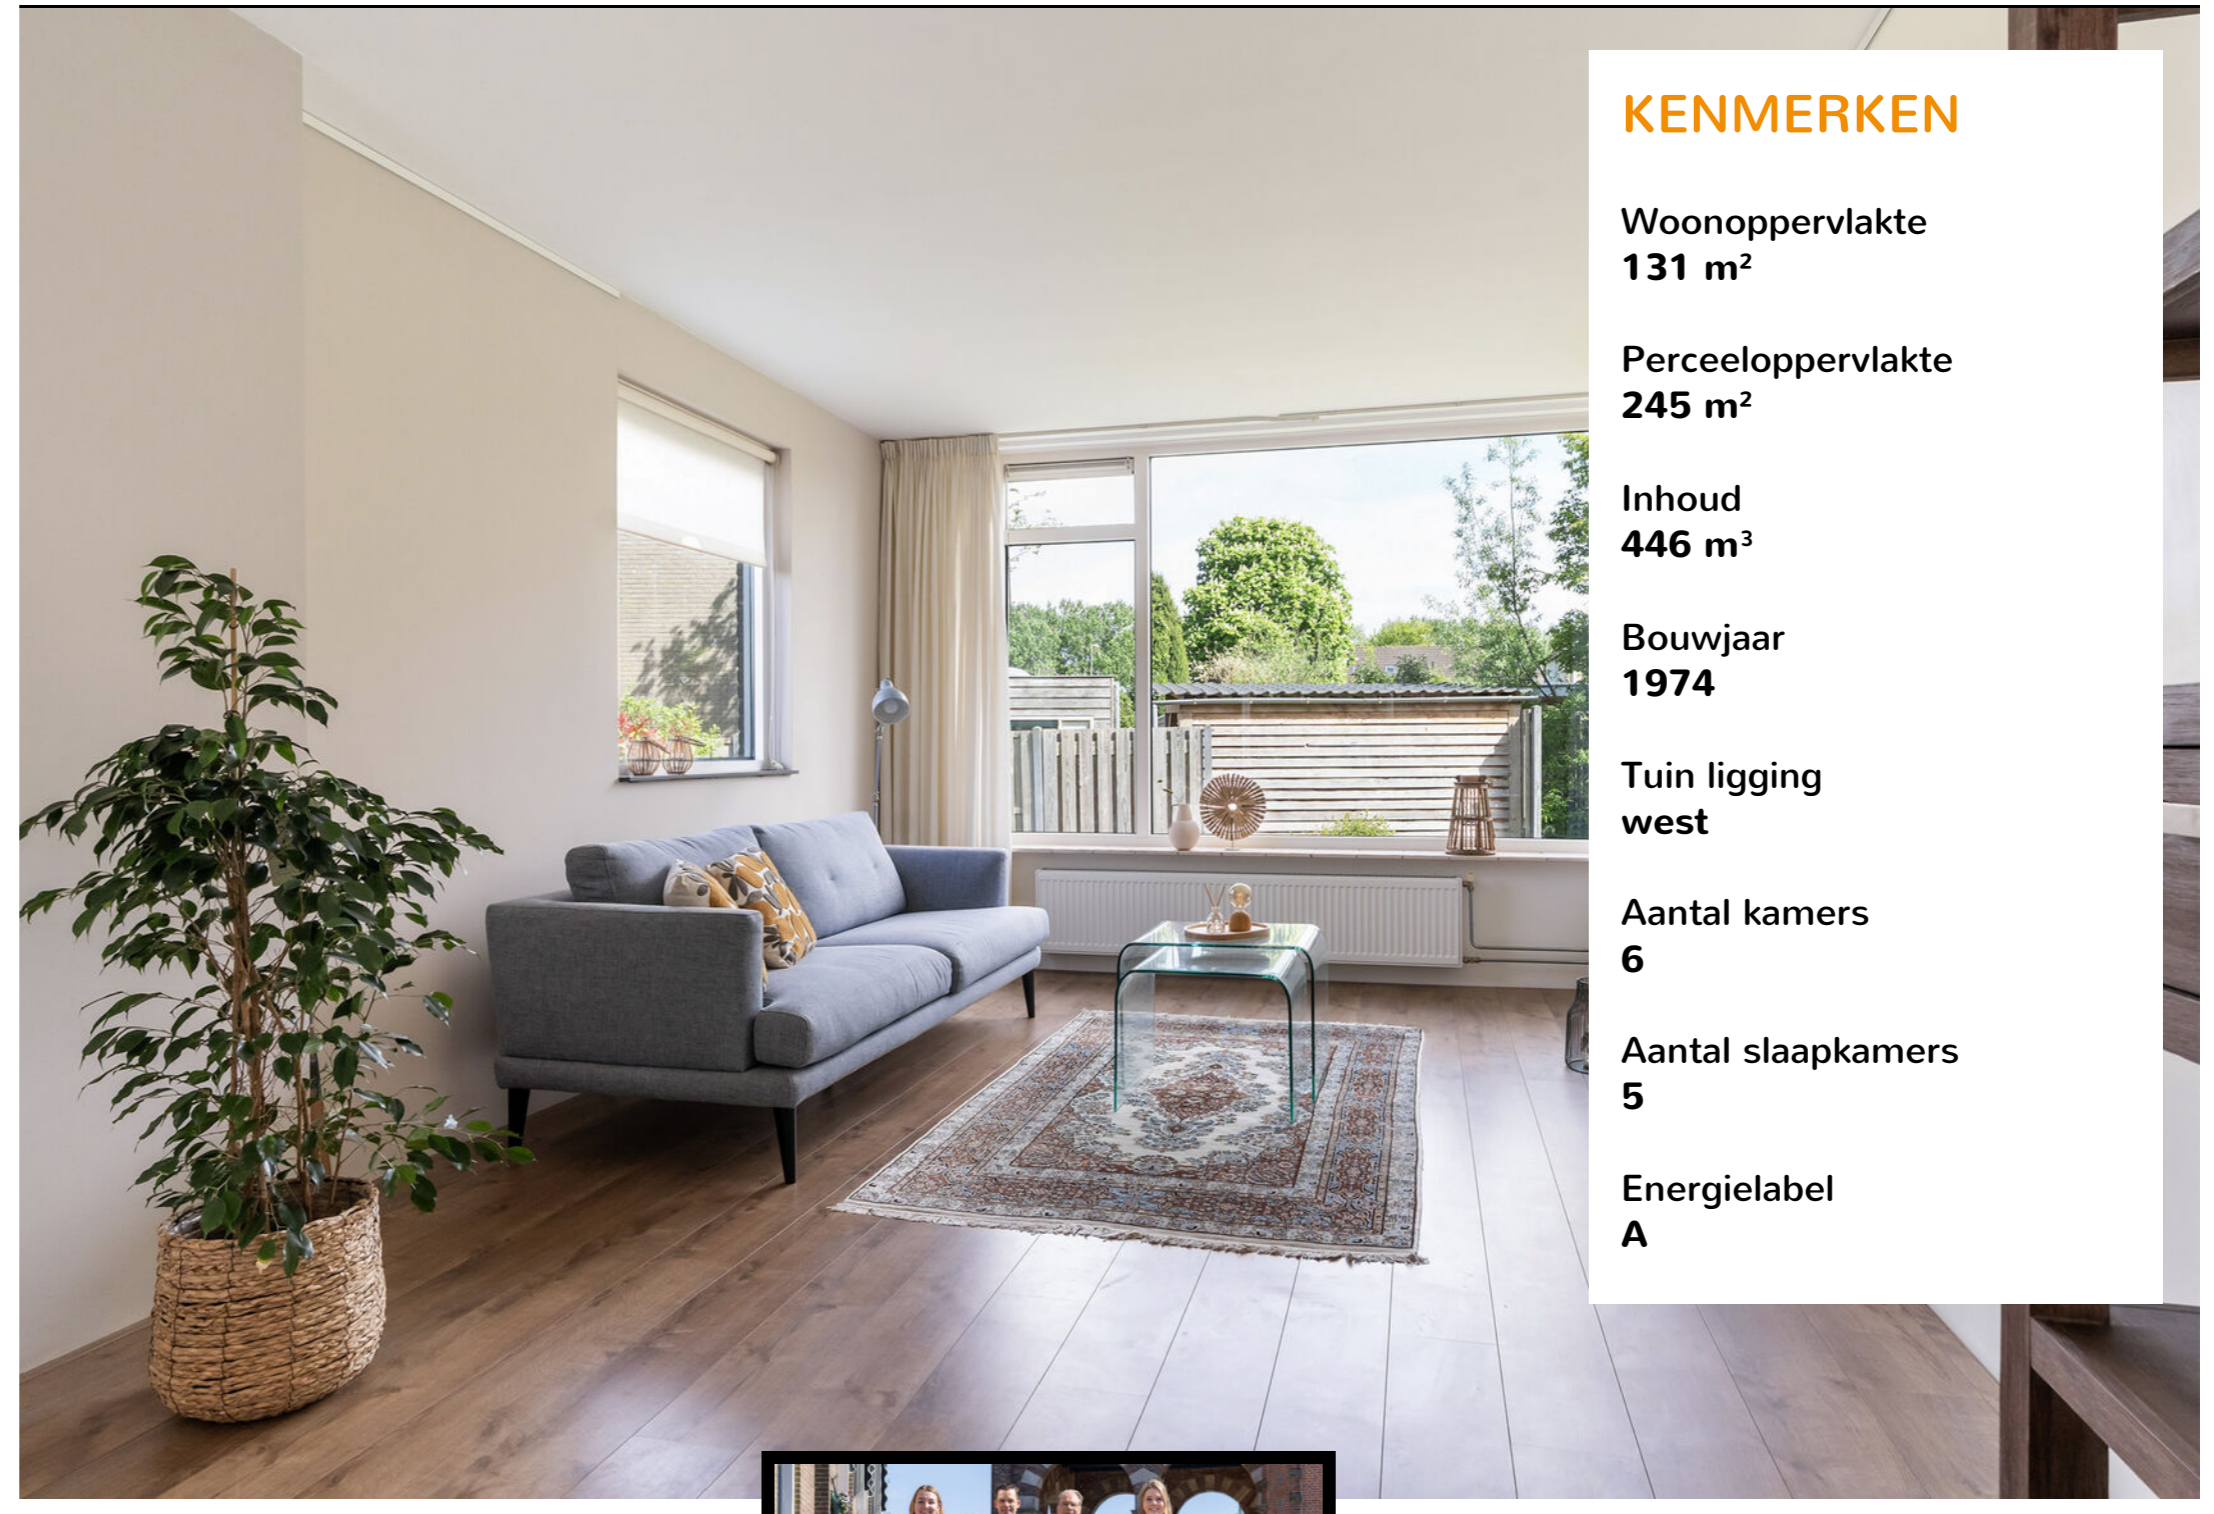 KENMERKEN
Woonoppervlakte
131 m²
Perceeloppervlakte
245 m²
Inhoud
446 m³
Bouwjaar
1974
Tuin ligging
west
Aantal kamers
6
Aantal slaapkamers
5
Energielabel
A